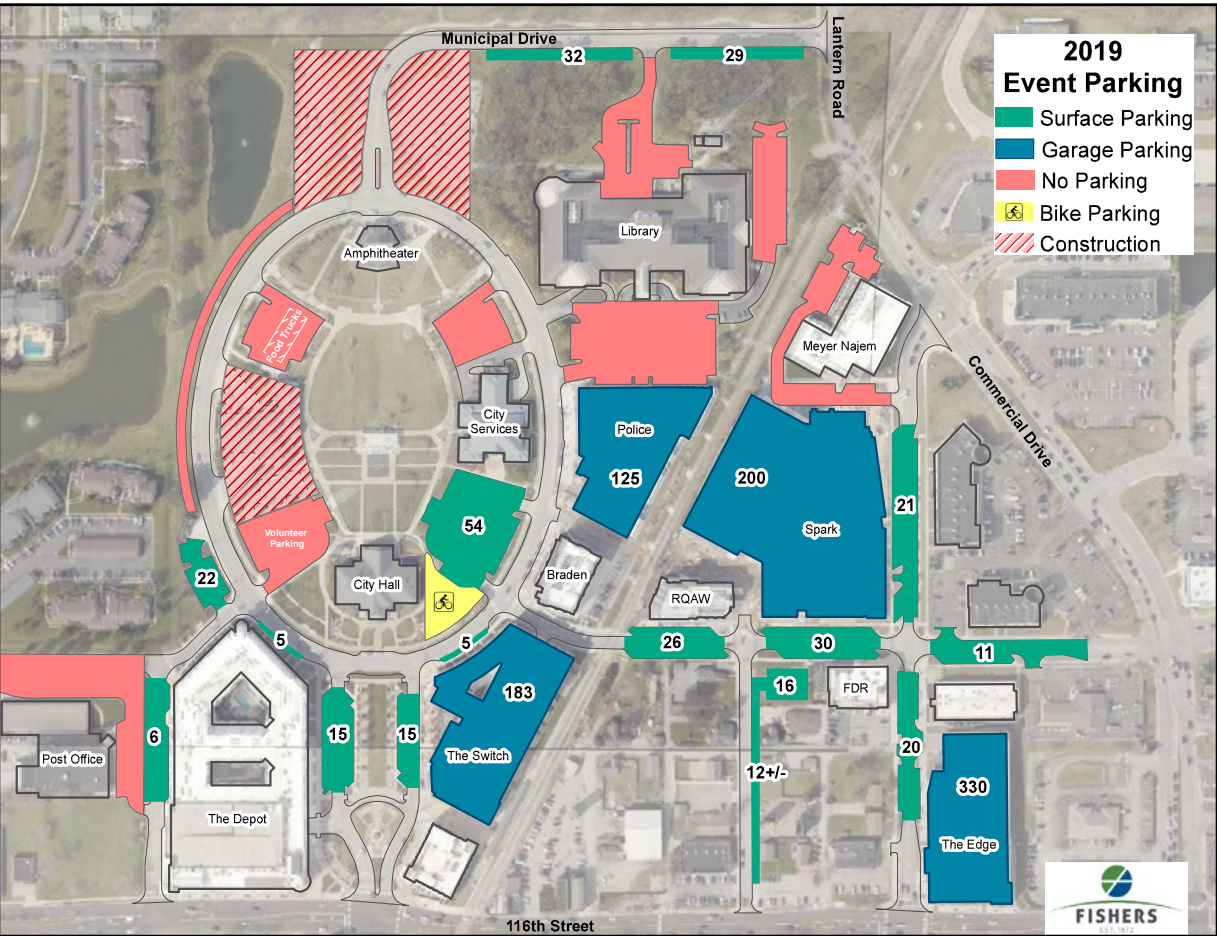 Municipal Drive
32
29
Lantern Road
2019
Event Parking
Surface Parking
Garage Parking
No Parking
Bike Parking
Construction
Library
Amphitheater
Food Trucks
Meyer Najem
Commercial Drive
City
Services
Police
125
200
Spark
21
54
Volunteer
Parking
22
City Hall
Braden
RQAW
5
5
26
30
11
183
16
FDR
6
15
15
The Switch
Post Office
12+/-
20
330
The Depot
The Edge
FISHERS
EST. 1872
116th Street